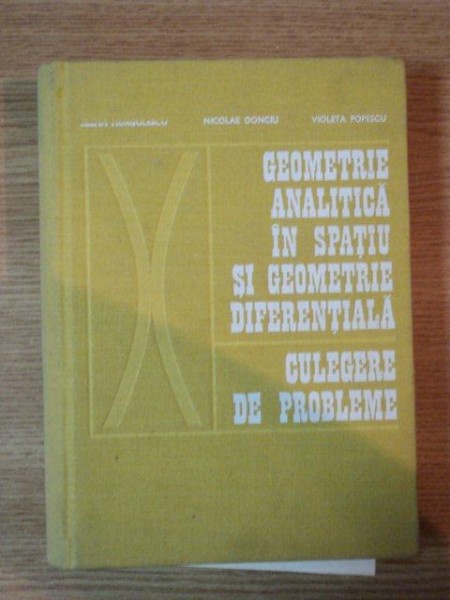 NICOLAE DONCIU VIOLETA POPESCU
GEOMETRIE
ANALITICĂ
ÎN SPAȚIU
ȘI GEOMETRIE
DIFERENȚIALĂ
CULEGERE
DE PROBLEME